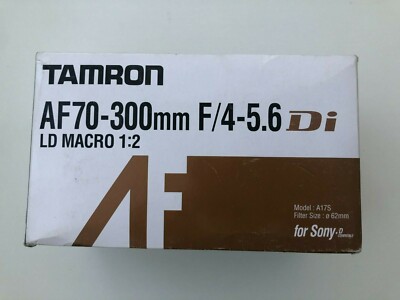 TAMRON
AF70-300mm F/4-5.6 Di
LD MACRO 1:2
AF
Model : A17S
Filter Size : ø 62mm
for Sony-D